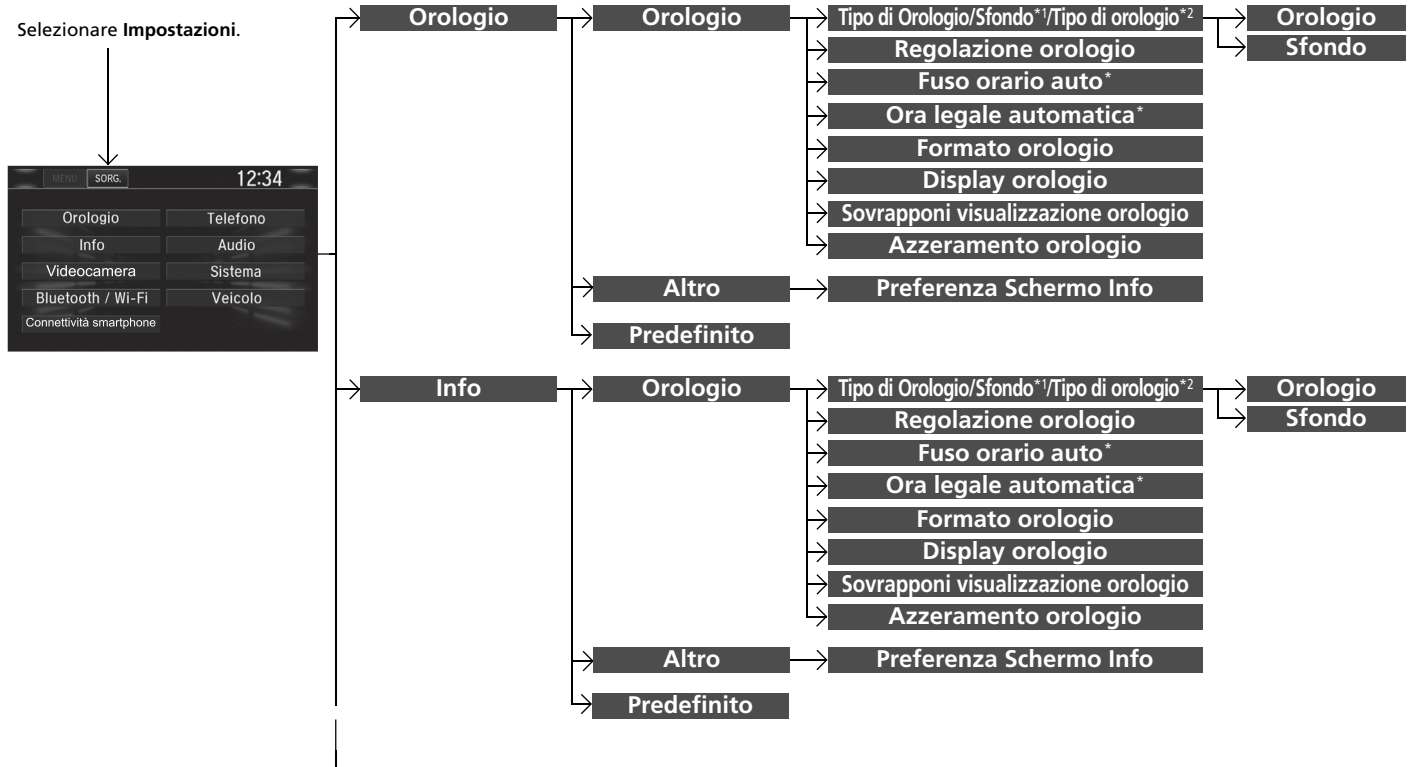 Selezionare Impostazioni.
MENU SORG. 12:34
Orologio Telefono
Info Audio
Videocamera Sistema
Bluetooth / Wi-Fi Veicolo
Connettività smartphone
Orologio
Orologio
Tipo di Orologio/Sfondo*1/Tipo di orologio*2
Orologio
Sfondo
Regolazione orologio
Fuso orario auto*
Ora legale automatica*
Formato orologio
Display orologio
Sovrapponi visualizzazione orologio
Azzeramento orologio
Altro
Preferenza Schermo Info
Predefinito
Info
Orologio
Tipo di Orologio/Sfondo*1/Tipo di orologio*2
Orologio
Sfondo
Regolazione orologio
Fuso orario auto*
Ora legale automatica*
Formato orologio
Display orologio
Sovrapponi visualizzazione orologio
Azzeramento orologio
Altro
Preferenza Schermo Info
Predefinito